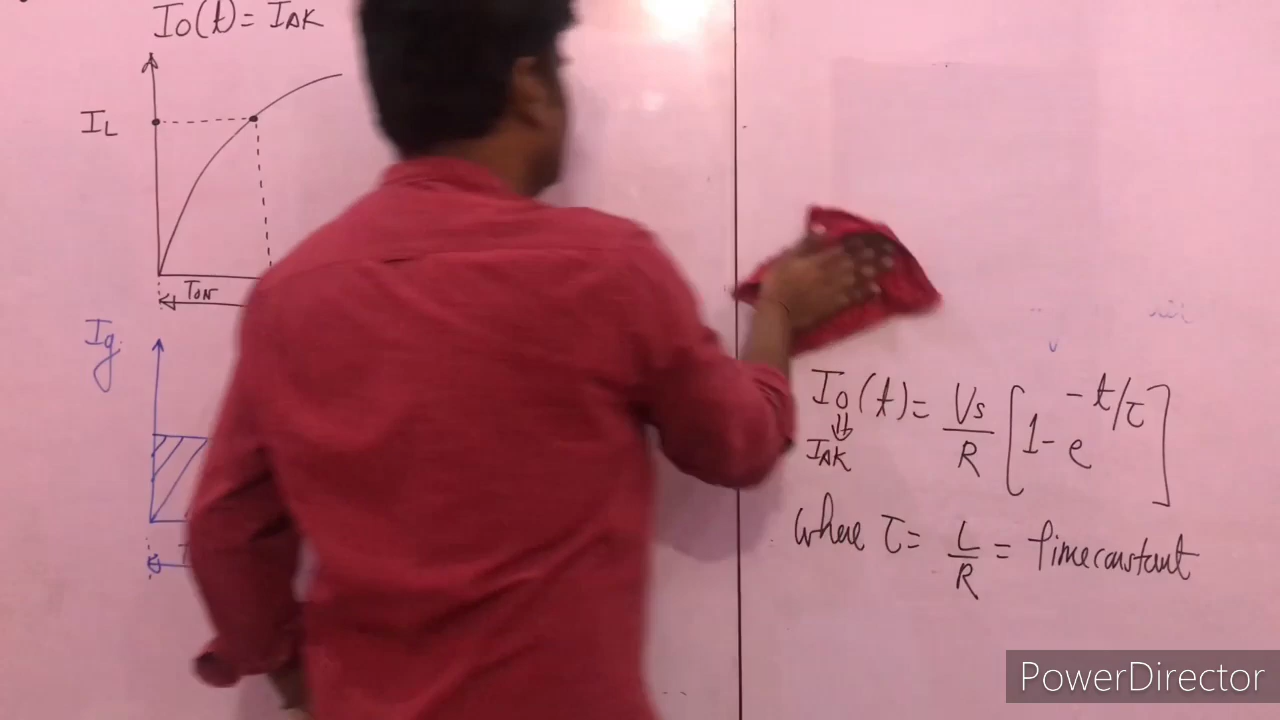 IO(t) = IAK
IL
TON
Ig
IO(t) = Vs/R [1 - e^-t/τ]
IAK
where τ = L/R = Timeconstant
PowerDirector